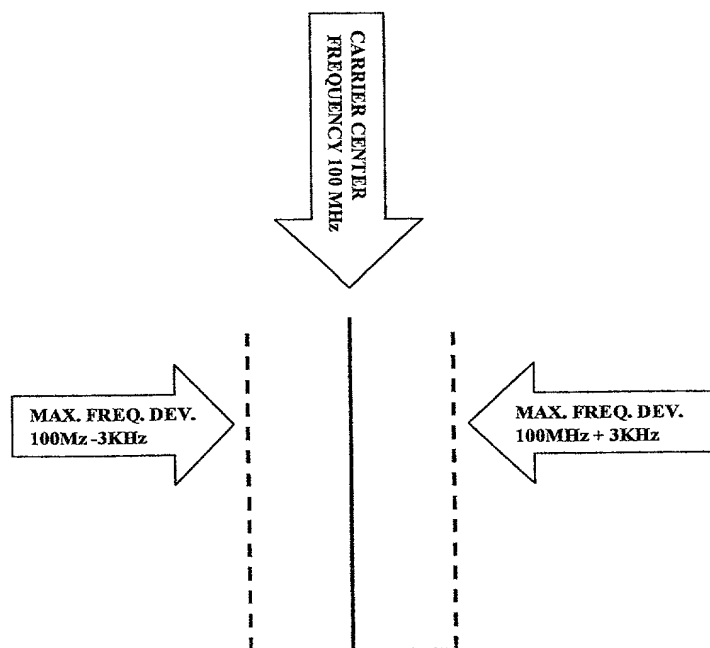 CARRIER CENTER
FREQUENCY 100 MHz
MAX. FREQ. DEV.
100Mz -3KHz
MAX. FREQ. DEV.
100MHz + 3KHz